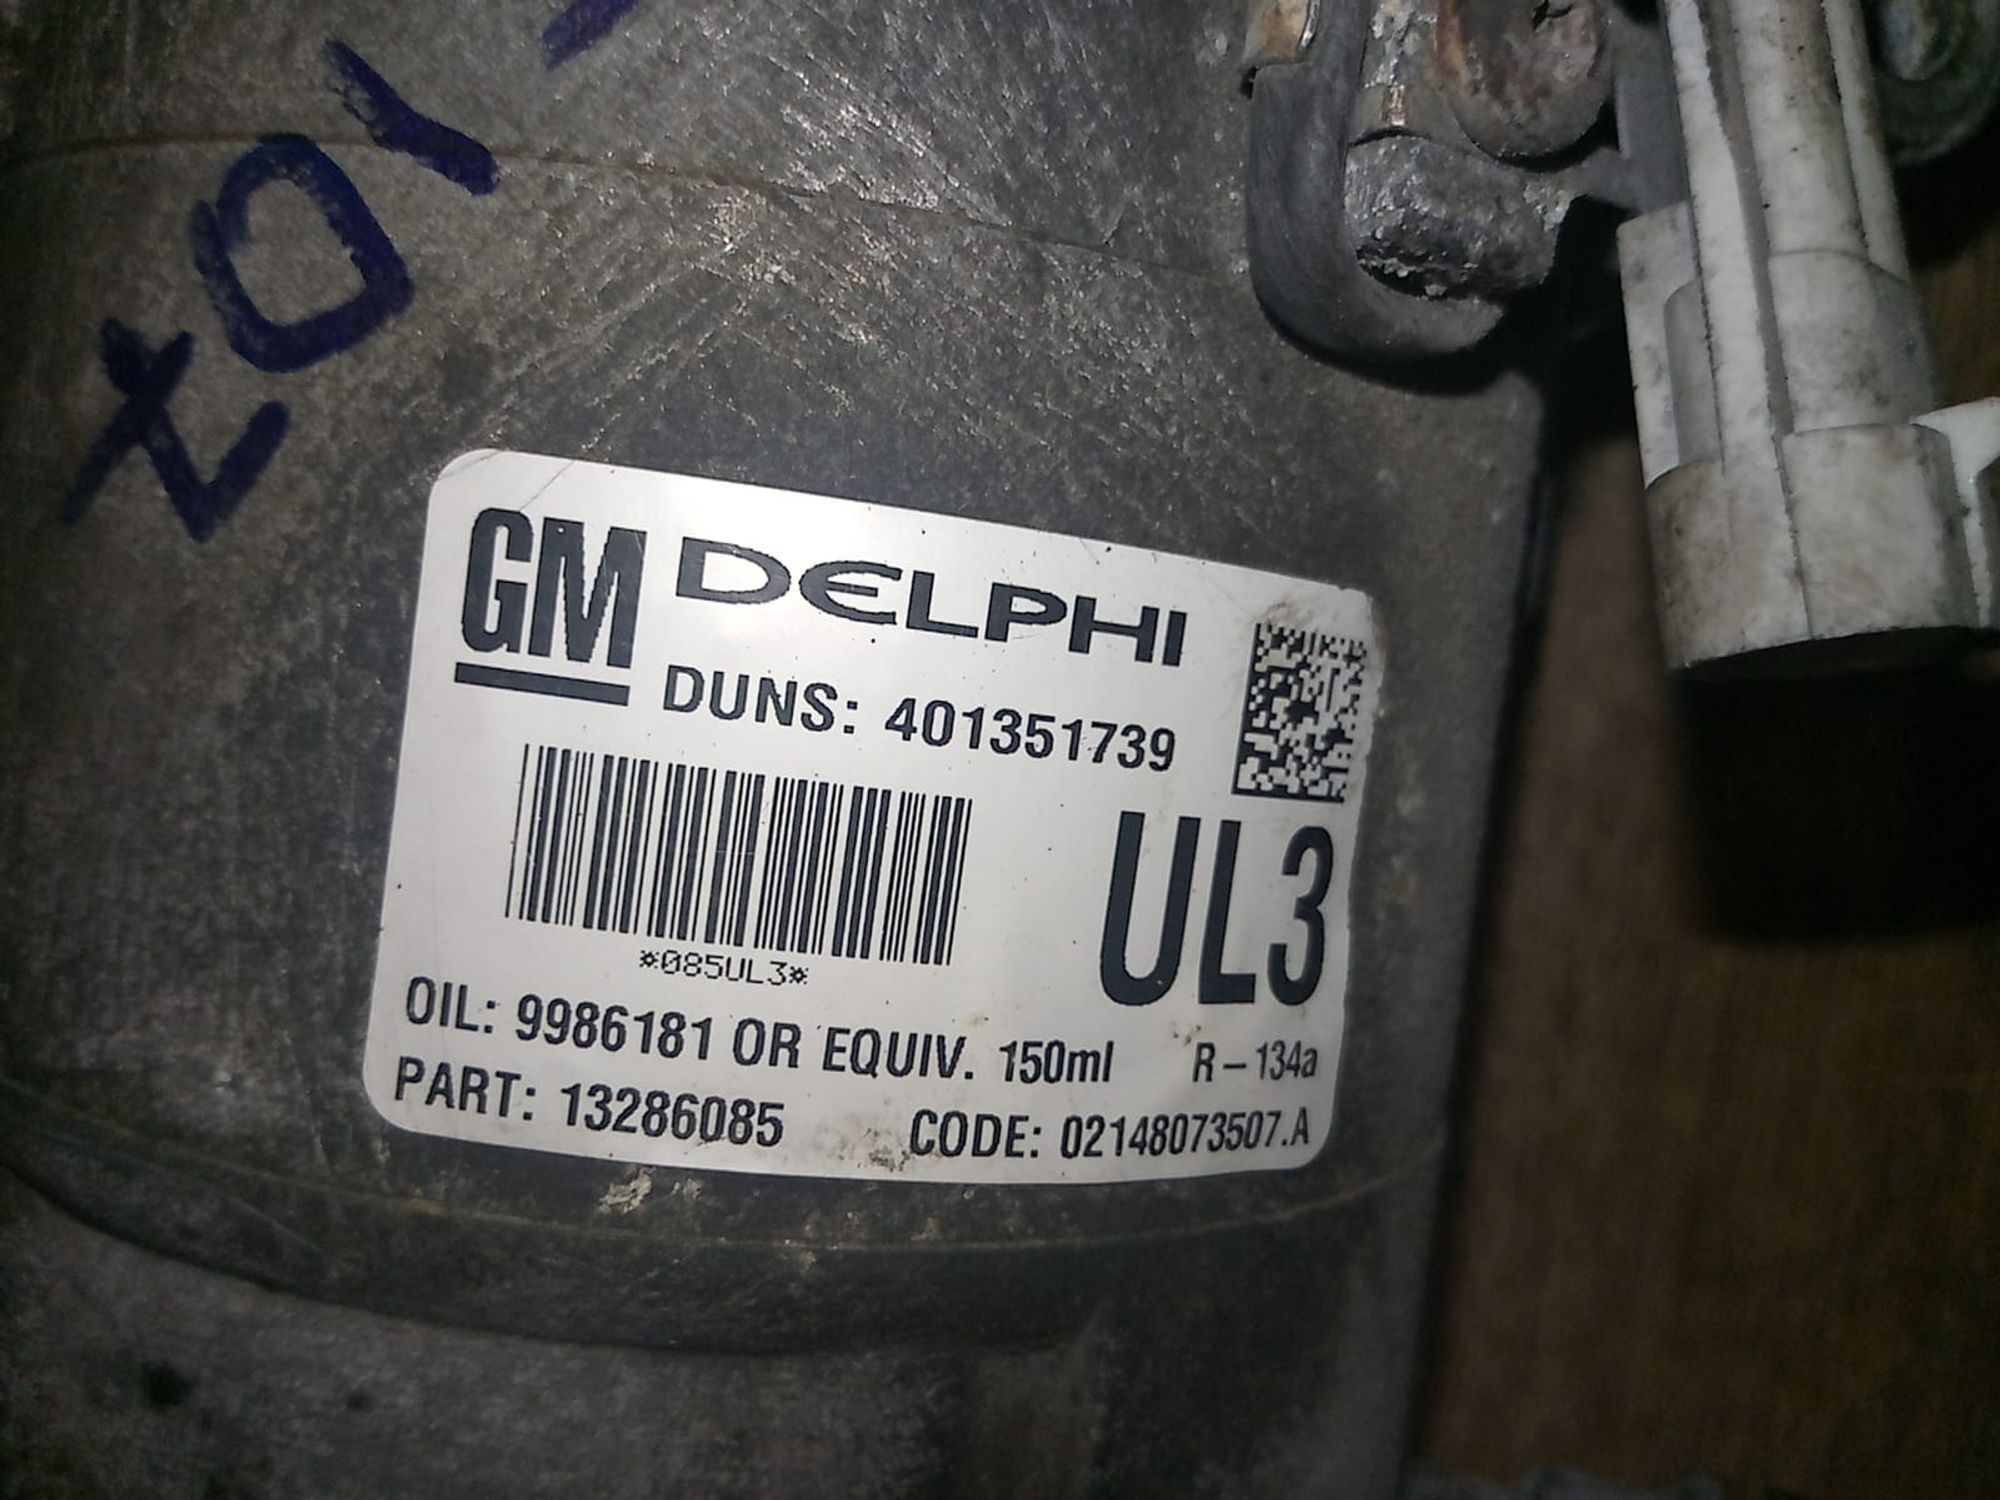 GM DELPHI
DUNS: 401351739
UL3
*085UL3*
OIL: 9986181 OR EQUIV. 150ml R-134a
PART: 13286085 CODE: 02148073507.A